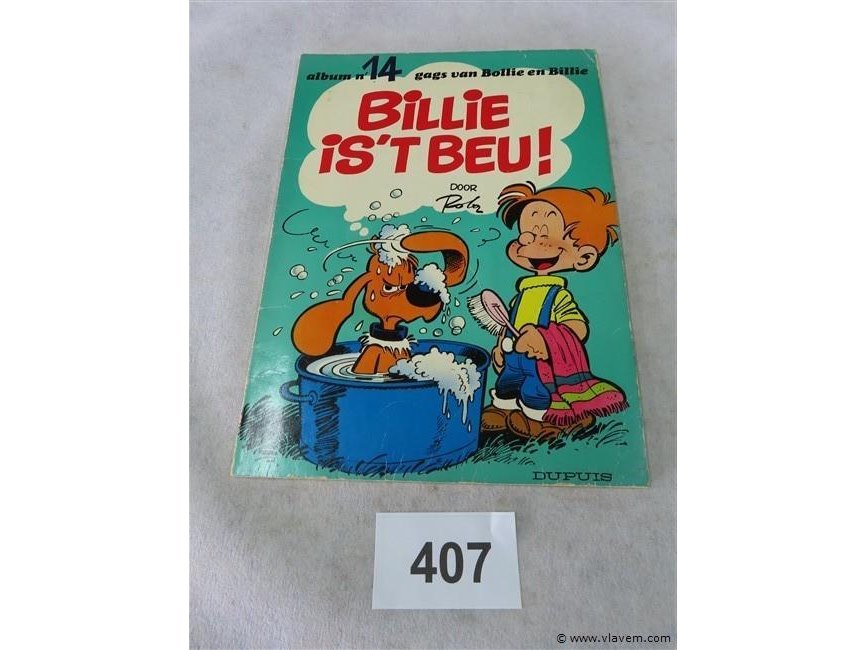 album n° 14 gags van Bollie en Billie
BILLIE
IS'T BEU!
DOOR
Roba
DUPUIS
407
© www.vlavem.com